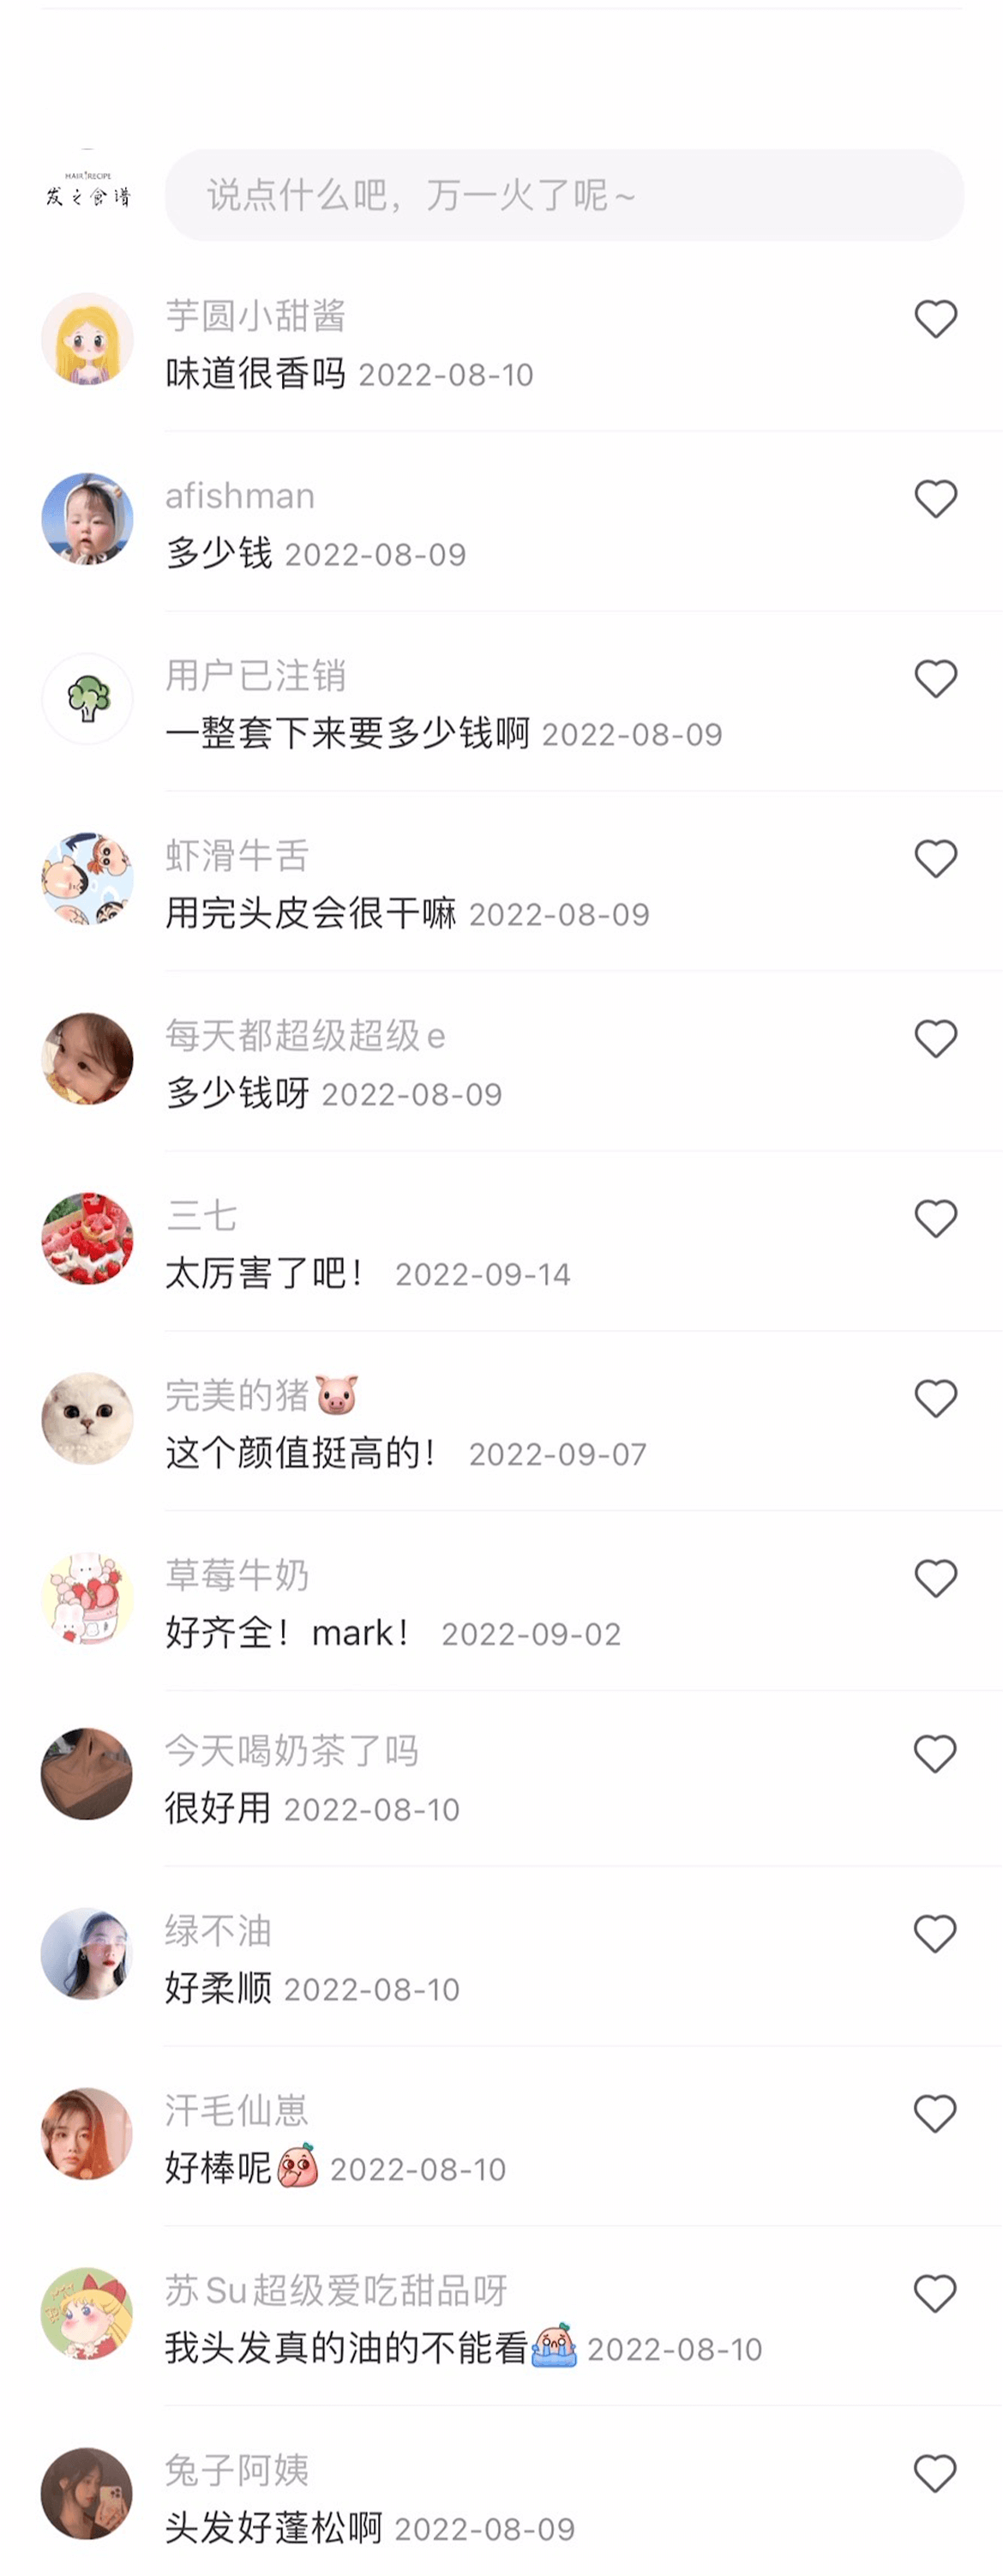 HAIR RECIPE
发之食谱
说点什么吧，万一火了呢~
芋圆小甜酱
味道很香吗 2022-08-10
afishman
多少钱 2022-08-09
用户已注销
一整套下来要多少钱啊 2022-08-09
虾滑牛舌
用完头皮会很干嘛 2022-08-09
每天都超级超级e
多少钱呀 2022-08-09
三七
太厉害了吧！ 2022-09-14
完美的猪🐷
这个颜值挺高的！ 2022-09-07
草莓牛奶
好齐全！mark！ 2022-09-02
今天喝奶茶了吗
很好用 2022-08-10
绿不油
好柔顺 2022-08-10
汗毛仙崽
好棒呢 2022-08-10
苏Su超级爱吃甜品呀
我头发真的油的不能看 2022-08-10
兔子阿姨
头发好蓬松啊 2022-08-09